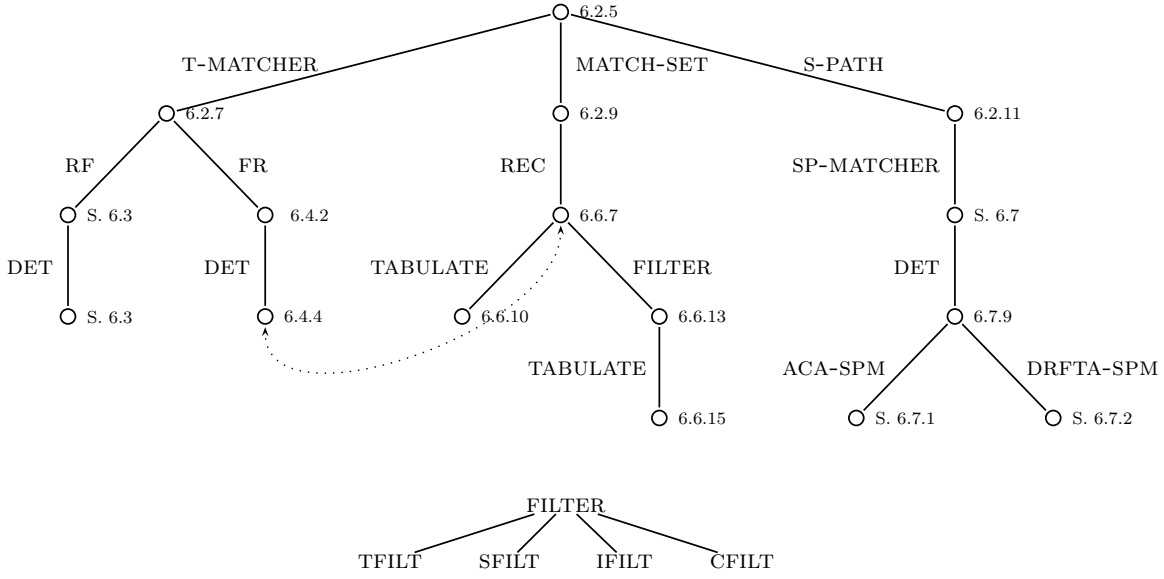 6.2.5
T-MATCHER MATCH-SET S-PATH
6.2.7 6.2.9 6.2.11
RF FR REC SP-MATCHER
S. 6.3 6.4.2 6.6.7 S. 6.7
DET DET TABULATE FILTER DET
S. 6.3 6.4.4 6.6.10 6.6.13 6.7.9
TABULATE ACA-SPM DRFTA-SPM
6.6.15 S. 6.7.1 S. 6.7.2
FILTER
TFILT SFILT IFILT CFILT